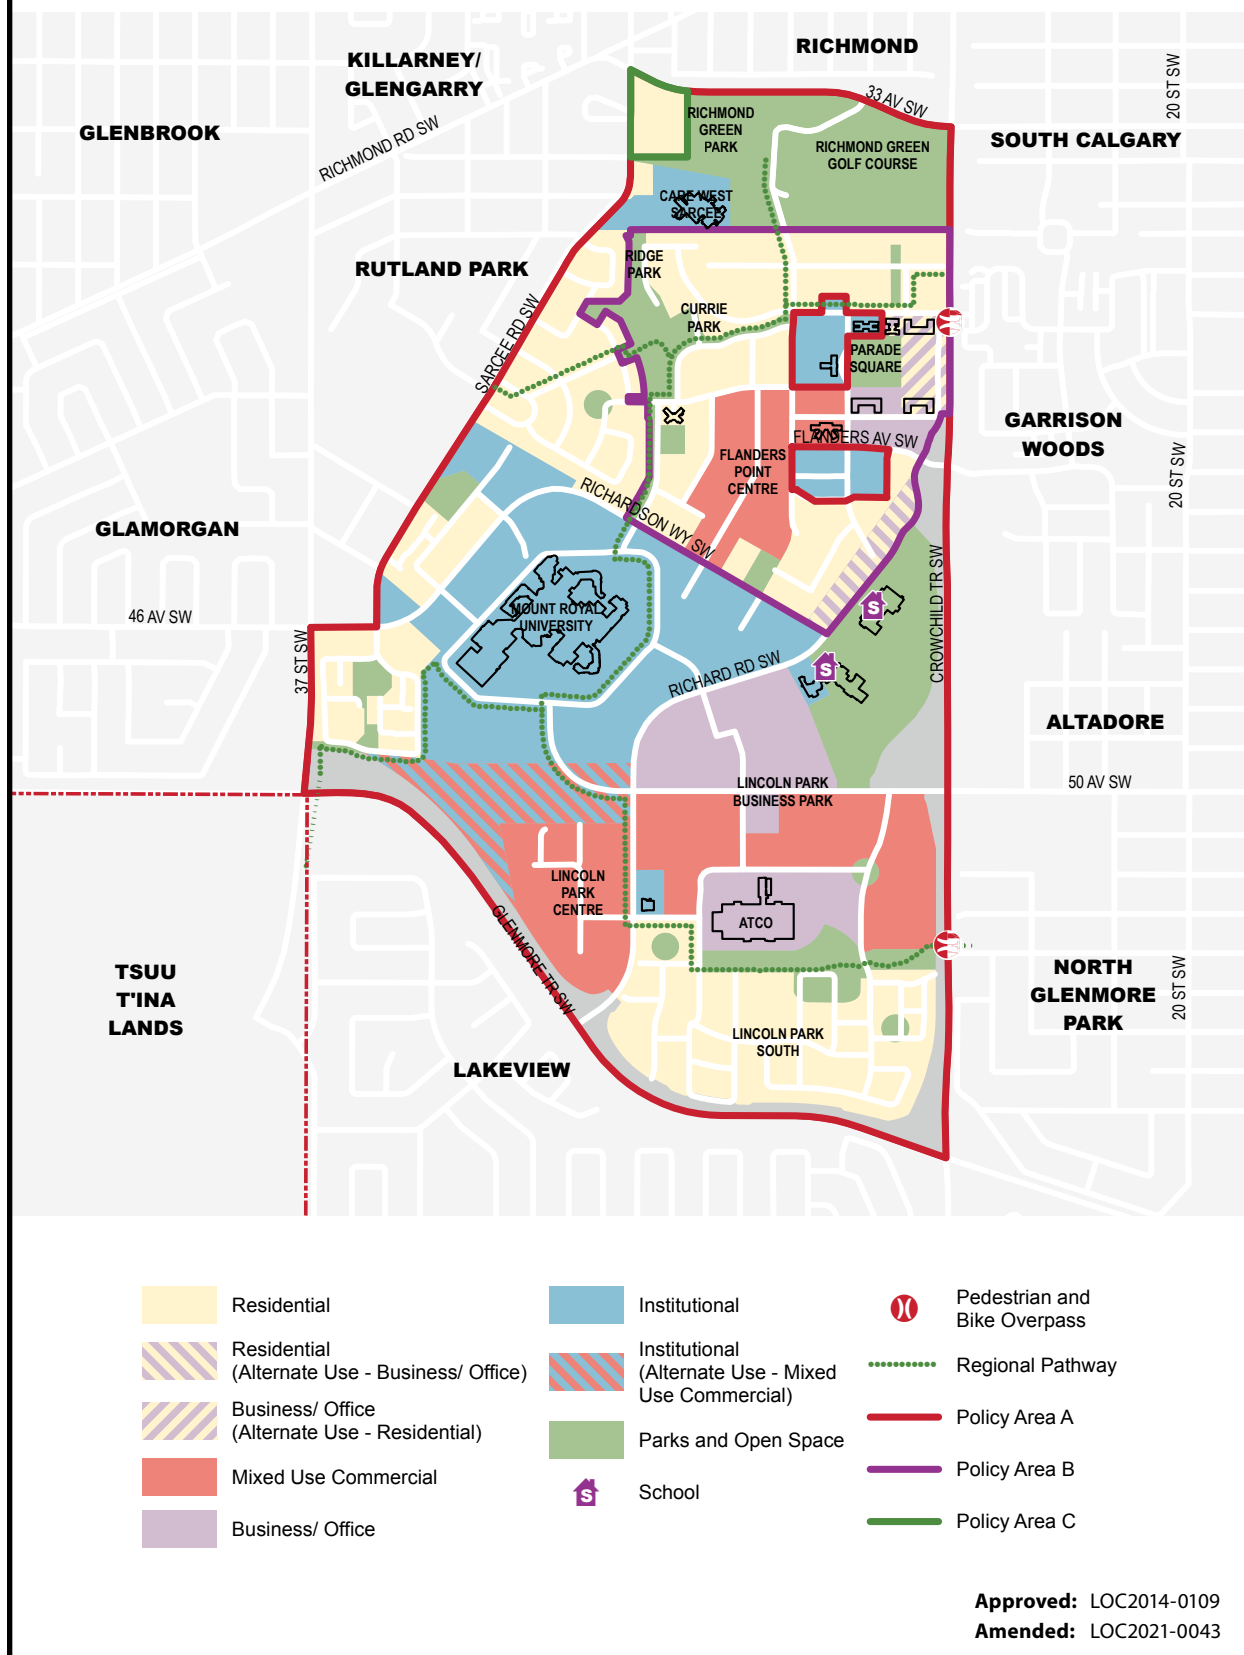 RICHMOND
KILLARNEY/
GLENGARRY
20 ST SW
33 AV SW
RICHMOND
GREEN
PARK
GLENBROOK
RICHMOND RD SW
SOUTH CALGARY
RICHMOND GREEN
GOLF COURSE
CARE WEST
SARCEE
RUTLAND PARK
RIDGE
PARK
CURRIE
PARK
SARCEE RD SW
PARADE
SQUARE
GARRISON
WOODS
FLANDERS AV SW
FLANDERS
POINT
CENTRE
20 ST SW
RICHARDSON WY SW
GLAMORGAN
CROWCHILD TR SW
46 AV SW
MOUNT ROYAL
UNIVERSITY
S
37 ST SW
RICHARD RD SW
S
ALTADORE
LINCOLN PARK
BUSINESS PARK
50 AV SW
LINCOLN
PARK
CENTRE
ATCO
GLENMORE TR SW
TSUU
T'INA
LANDS
NORTH
GLENMORE
PARK
20 ST SW
LINCOLN PARK
SOUTH
LAKEVIEW
Residential
Residential
(Alternate Use - Business/ Office)
Business/ Office
(Alternate Use - Residential)
Mixed Use Commercial
Business/ Office
Institutional
Institutional
(Alternate Use - Mixed
Use Commercial)
Parks and Open Space
S
School
Pedestrian and
Bike Overpass
Regional Pathway
Policy Area A
Policy Area B
Policy Area C
Approved: LOC2014-0109
Amended: LOC2021-0043